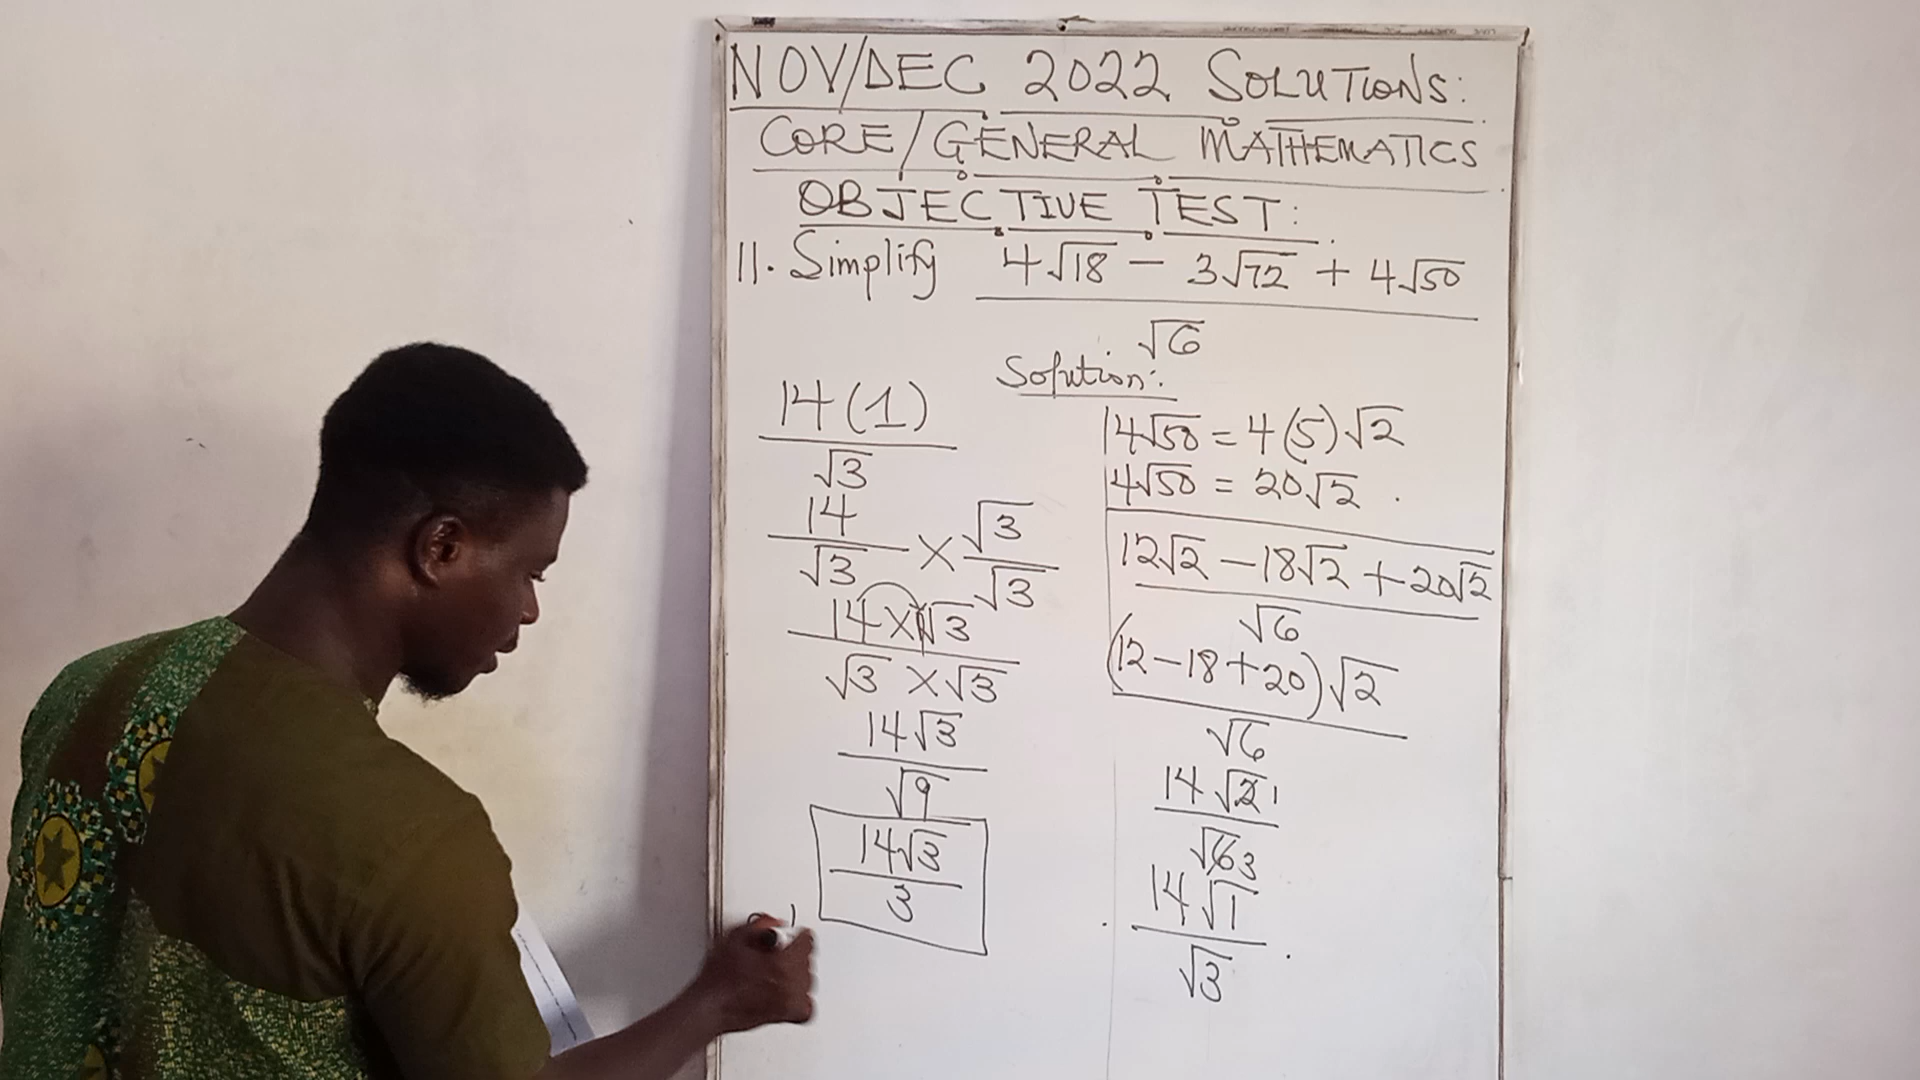 NOV/DEC 2022 SOLUTIONS:
CORE/GENERAL MATHEMATICS
OBJECTIVE TEST:
11. Simplify 4√18 − 3√72 + 4√50
√6
Solution:
4√50 = 4(5)√2
4√50 = 20√2
12√2 − 18√2 + 20√2
√6
(12 − 18 + 20)√2
√6
14√2 1
√6 3
14√1
√3
14(1)
√3
14 × √3
√3 √3
14 × √3
√3 × √3
14√3
√9
14√3
3